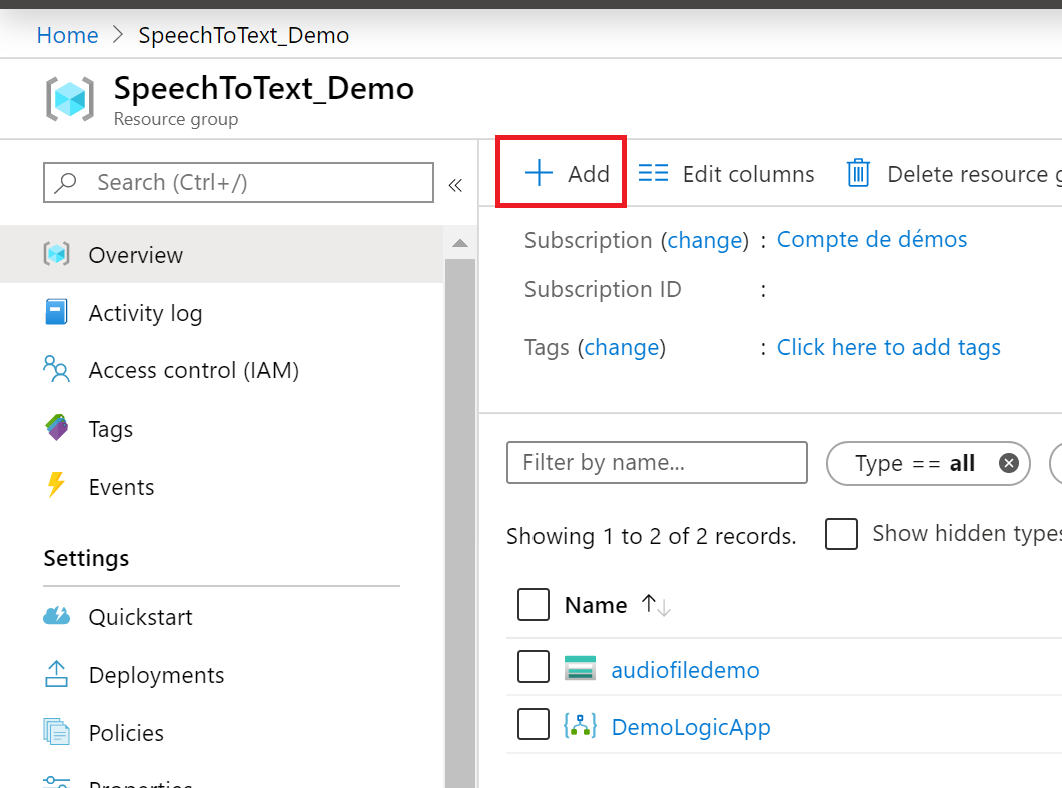 Home > SpeechToText_Demo
SpeechToText_Demo
Resource group
Search (Ctrl+/)
«
Overview
Activity log
Access control (IAM)
Tags
Events
Settings
Quickstart
Deployments
Policies
Properties
+ Add Edit columns Delete resource g
Subscription (change) : Compte de démos
Subscription ID :
Tags (change) : Click here to add tags
Filter by name... Type == all
Showing 1 to 2 of 2 records. Show hidden types
Name ↑↓
audiofiledemo
DemoLogicApp